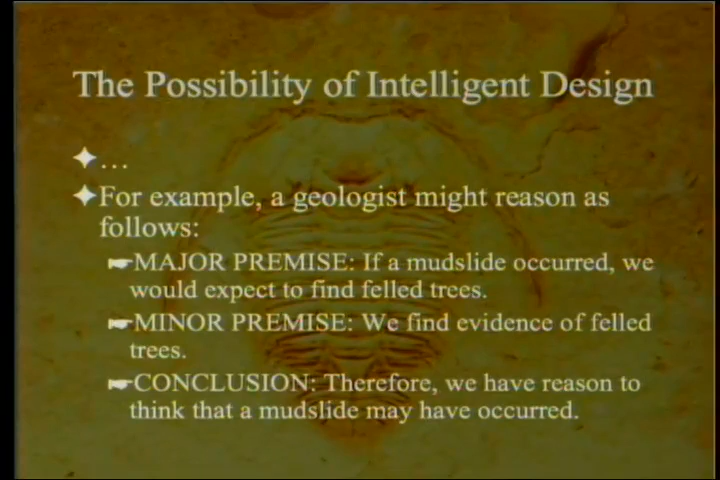 The Possibility of Intelligent Design
...
For example, a geologist might reason as
follows:
MAJOR PREMISE: If a mudslide occurred, we
would expect to find felled trees.
MINOR PREMISE: We find evidence of felled
trees.
CONCLUSION: Therefore, we have reason to
think that a mudslide may have occurred.